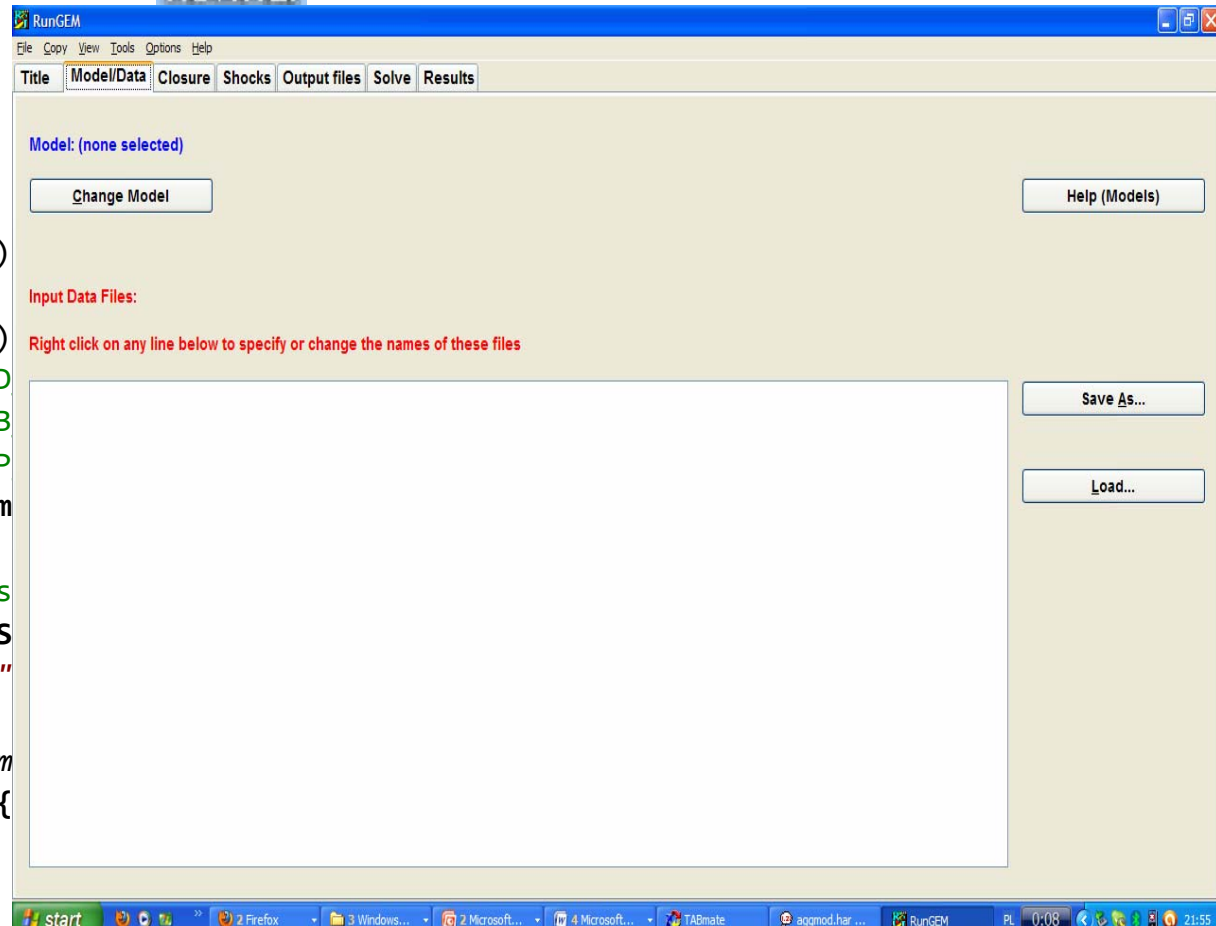 RunGEM
File Copy View Tools Options Help
Title Model/Data Closure Shocks Output files Solve Results
Model: (none selected)
Change Model Help (Models)
)
Input Data Files:
)
Right click on any line below to specify or change the names of these files
Save As...
m
Load...
s
S
"
m
{
start 2 Firefox 3 Windows... 2 Microsoft... 4 Microsoft... TABmate aggmod.har ... RunGEM PL 0:08 21:55